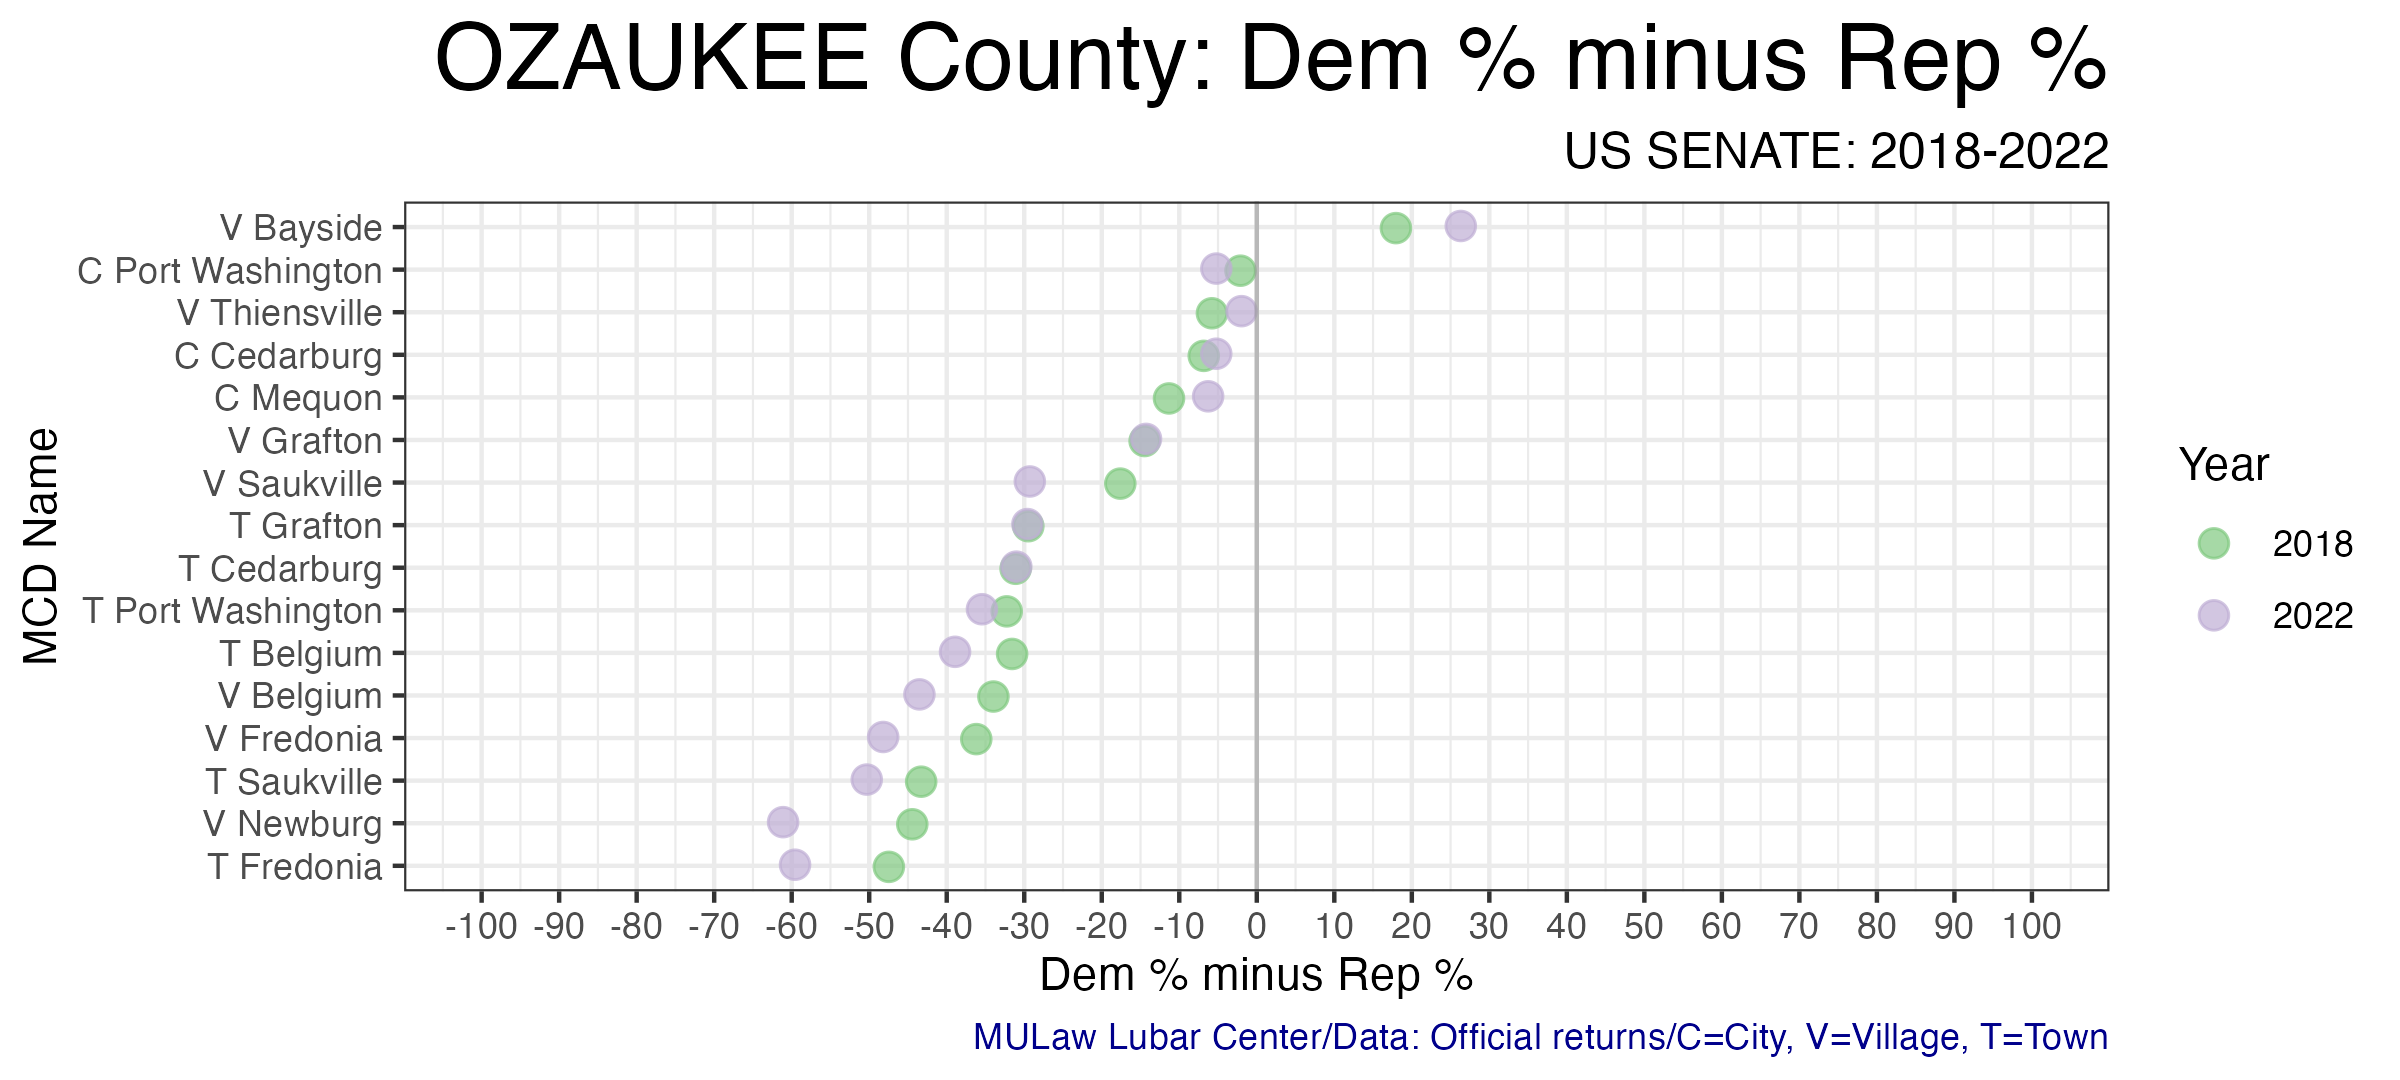 OZAUKEE County: Dem % minus Rep %
US SENATE: 2018-2022
MCD Name
V Bayside
C Port Washington
V Thiensville
C Cedarburg
C Mequon
V Grafton
V Saukville
T Grafton
T Cedarburg
T Port Washington
T Belgium
V Belgium
V Fredonia
T Saukville
V Newburg
T Fredonia
-100 -90 -80 -70 -60 -50 -40 -30 -20 -10 0 10 20 30 40 50 60 70 80 90 100
Dem % minus Rep %
Year
2018
2022
MULaw Lubar Center/Data: Official returns/C=City, V=Village, T=Town